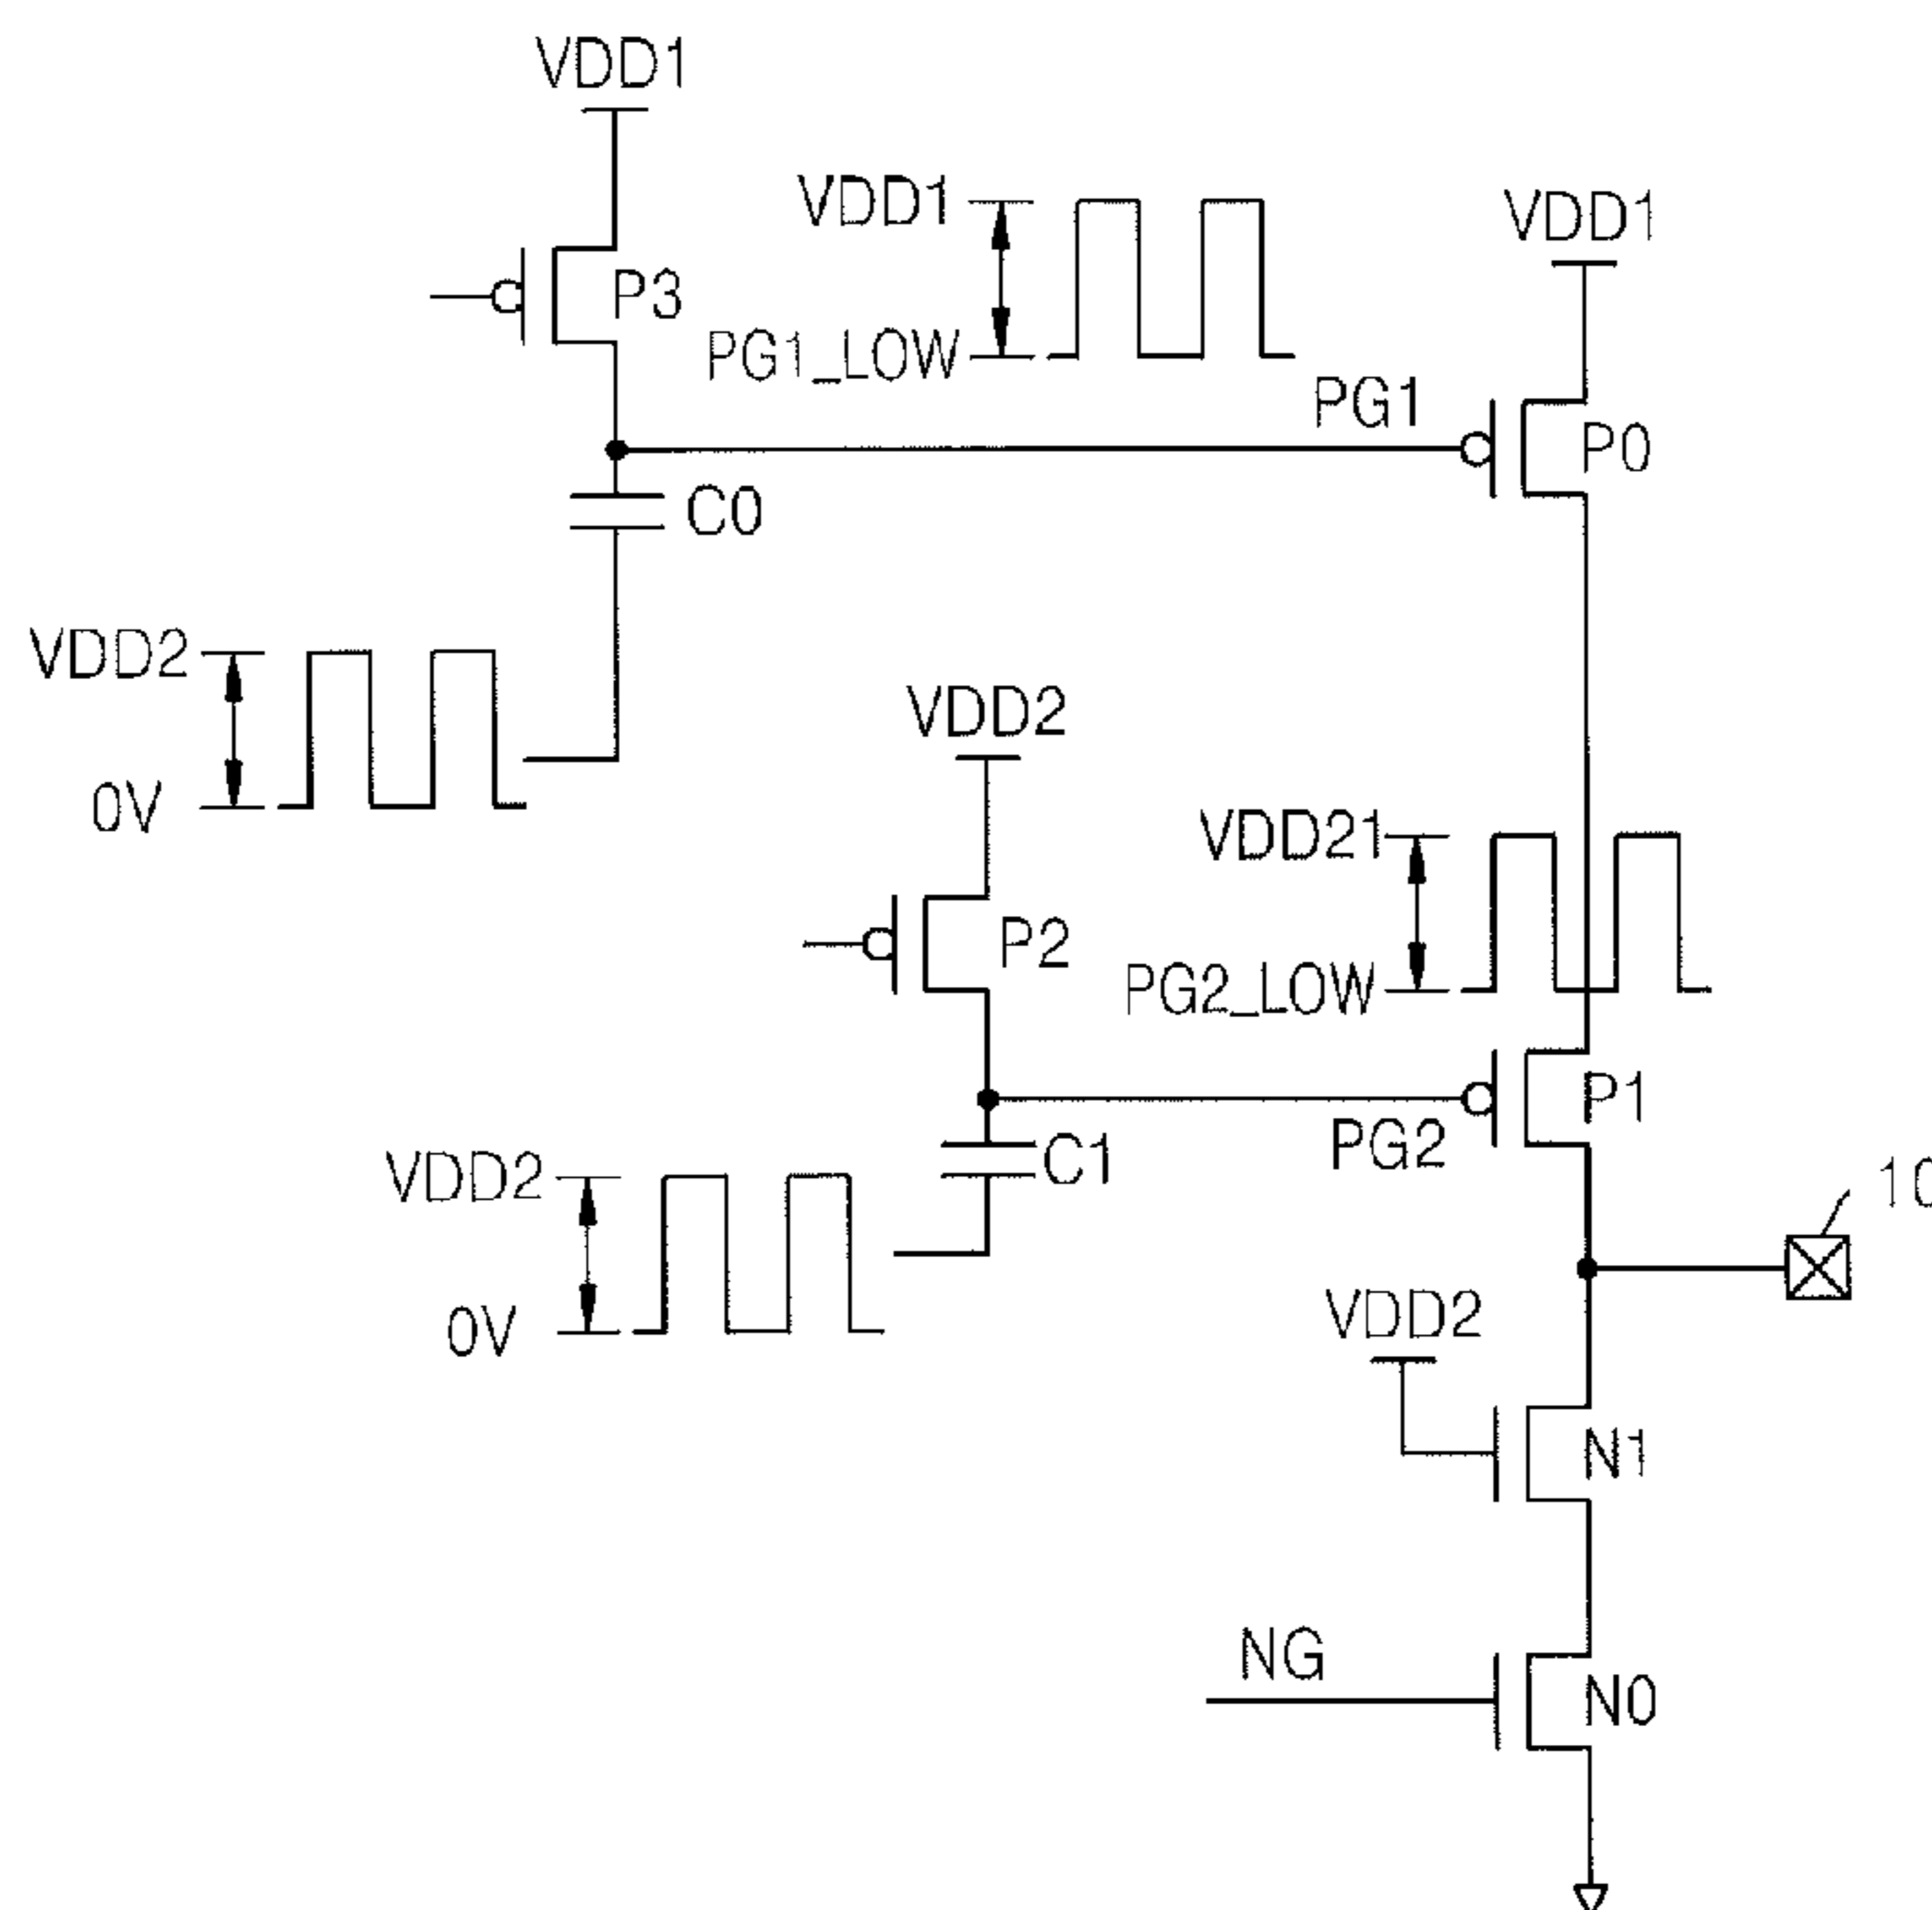 VDD1
VDD1
VDD1
P3
PG1_LOW
PG1
P0
C0
VDD2
0V
VDD2
VDD21
P2
PG2_LOW
P1
PG2
C1
VDD2
10
VDD2
0V
N1
NG
N0